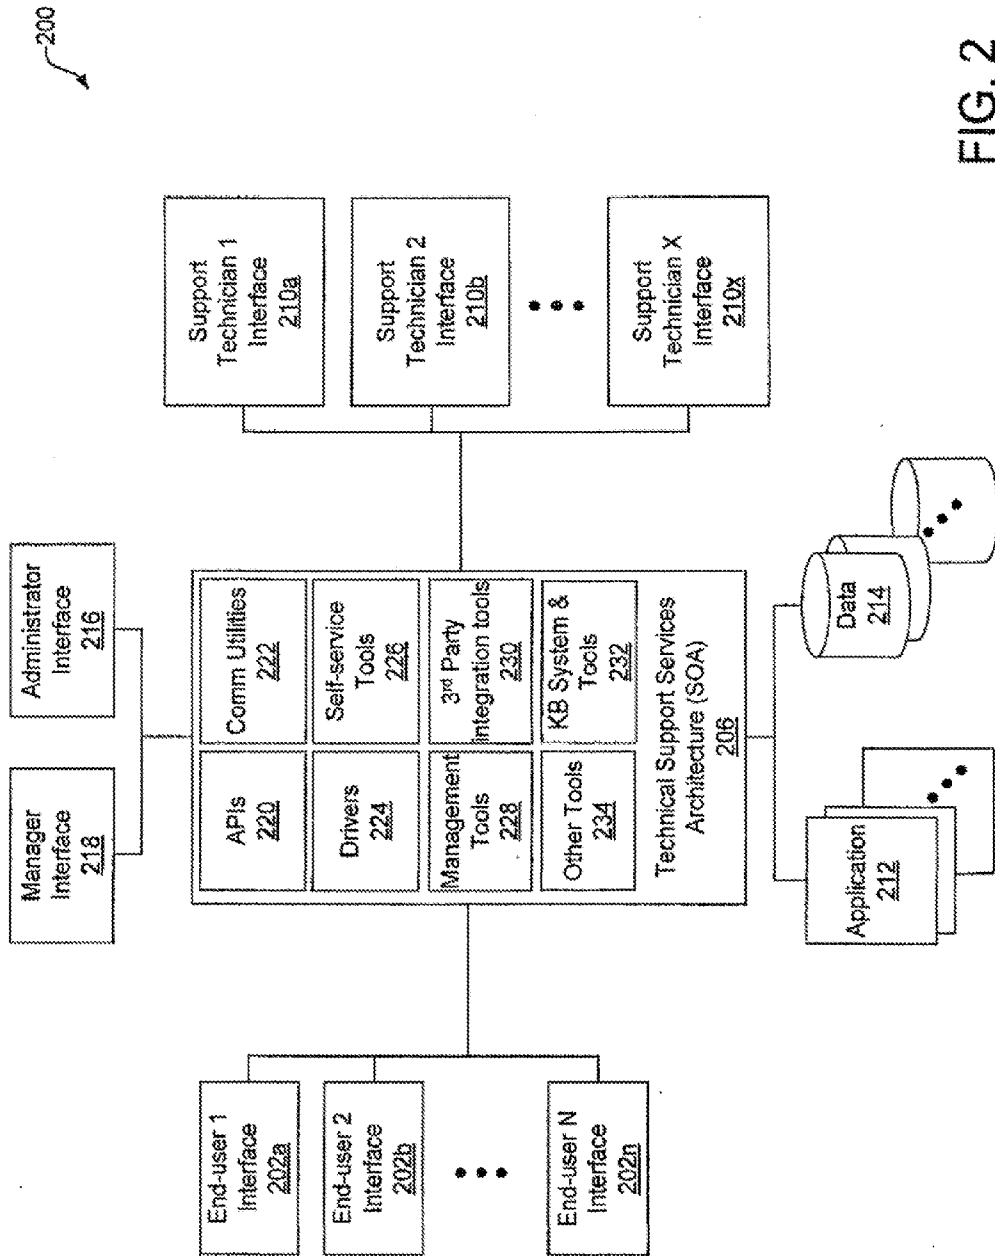 200
Manager
Interface
218
Administrator
Interface
216
End-user 1
Interface
202a
End-user 2
Interface
202b
End-user N
Interface
202n
APIs
220
Comm Utilities
222
Drivers
224
Self-service
Tools
226
Management
Tools
228
3rd Party
integration tools
230
Other Tools
234
KB System &
Tools
232
Technical Support Services
Architecture (SOA)
206
Support
Technician 1
Interface
210a
Support
Technician 2
Interface
210b
Support
Technician X
Interface
210x
Application
212
Data
214
FIG. 2